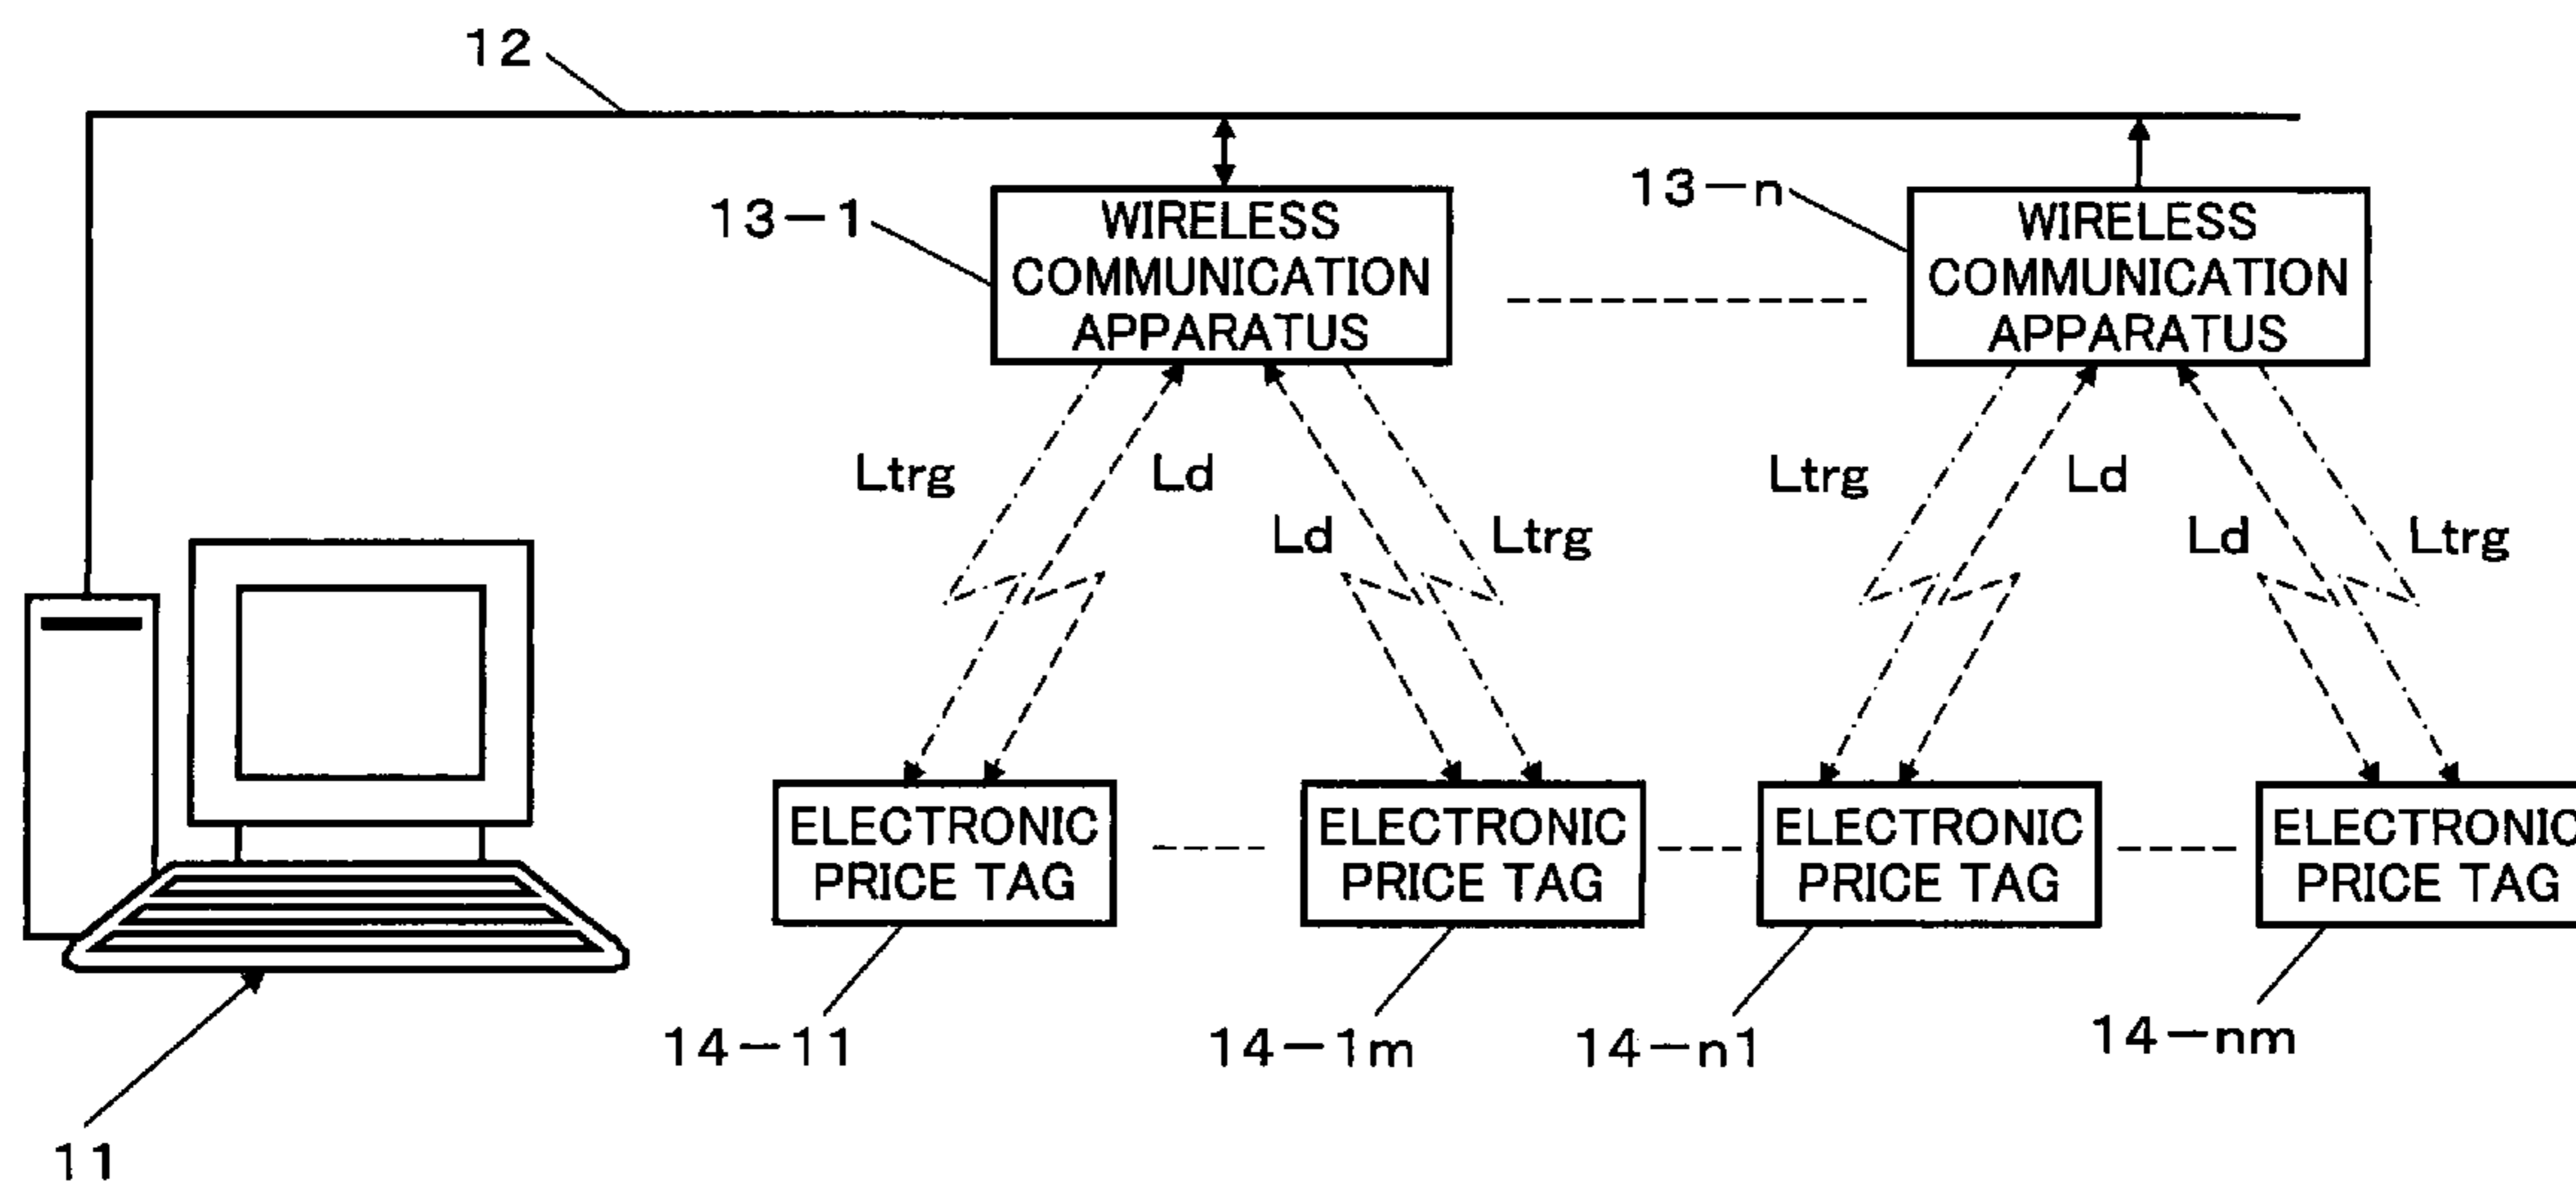 12
13-1
WIRELESS
COMMUNICATION
APPARATUS
13-n
WIRELESS
COMMUNICATION
APPARATUS
Ltrg
Ld
Ld
Ltrg
Ltrg
Ld
Ld
Ltrg
ELECTRONIC
PRICE TAG
ELECTRONIC
PRICE TAG
ELECTRONIC
PRICE TAG
ELECTRONIC
PRICE TAG
14-11
14-1m
14-n1
14-nm
11